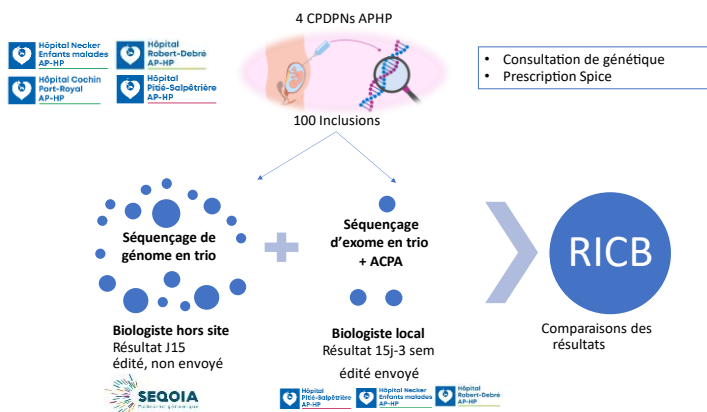 4 CPDPNs APHP
Hôpital Necker
Enfants malades
AP-HP
Hôpital
Robert-Debré
AP-HP
Hôpital Cochin
Port-Royal
AP-HP
Hôpital
Pitié-Salpêtrière
AP-HP
• Consultation de génétique
• Prescription Spice
100 Inclusions
Séquençage de
génome en trio
Séquençage
d'exome en trio
+ ACPA
RICB
Biologiste hors site
Résultat J15
édité, non envoyé
Biologiste local
Résultat 15j-3 sem
édité envoyé
Comparaisons des
résultats
SEQOIA
Hôpital
Pitié-Salpêtrière
AP-HP
Hôpital Necker
Enfants malades
AP-HP
Hôpital
Robert-Debré
AP-HP